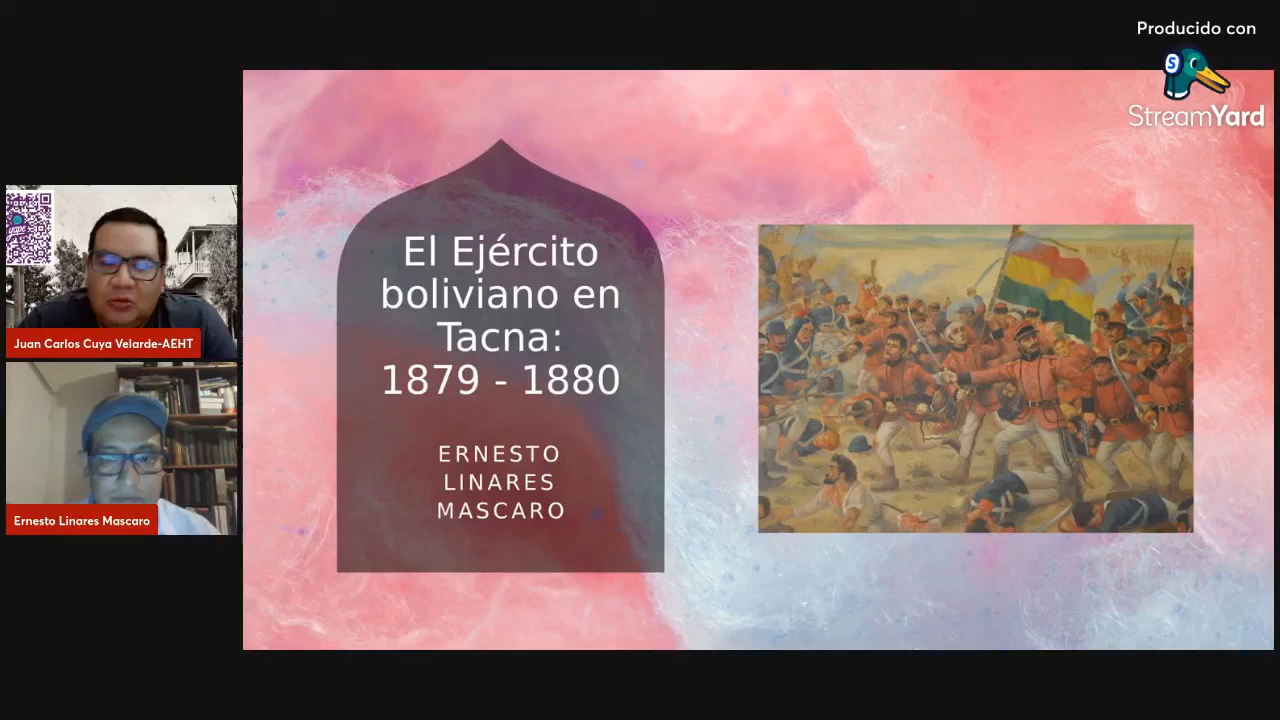 Producido con
S
StreamYard
yape
Juan Carlos Cuya Velarde-AEHT
Ernesto Linares Mascaro
El Ejército
boliviano en
Tacna:
1879 - 1880
ERNESTO
LINARES
MASCARO